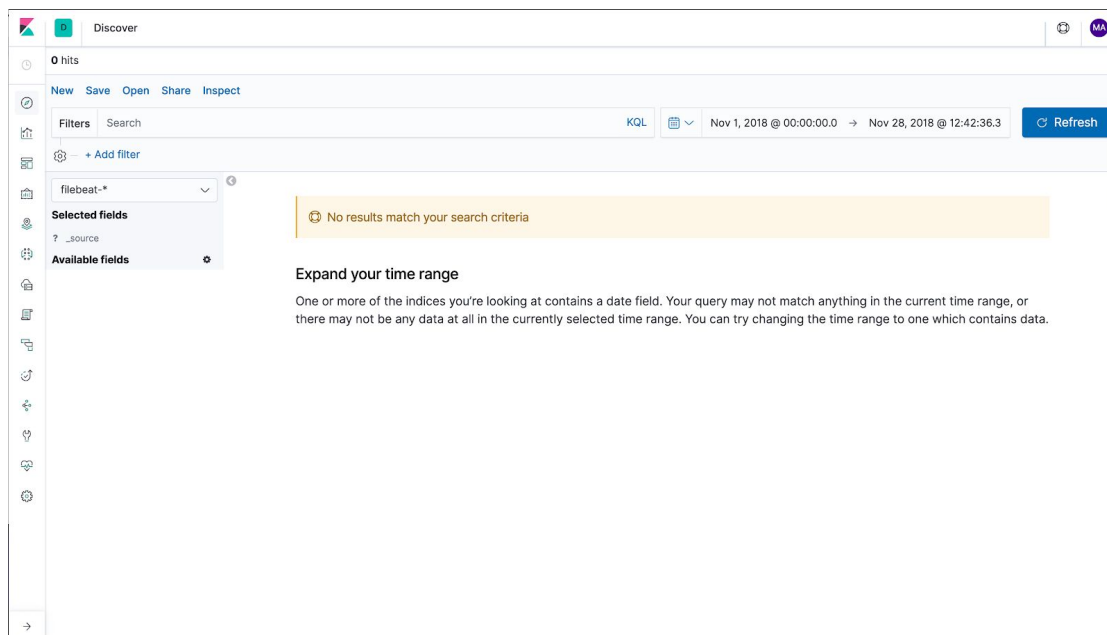 D
Discover
MA
0 hits
New Save Open Share Inspect
Filters Search KQL Nov 1, 2018 @ 00:00:00.0 → Nov 28, 2018 @ 12:42:36.3 Refresh
+ Add filter
filebeat-*
Selected fields
? _source
Available fields
No results match your search criteria
Expand your time range
One or more of the indices you're looking at contains a date field. Your query may not match anything in the current time range, or
there may not be any data at all in the currently selected time range. You can try changing the time range to one which contains data.